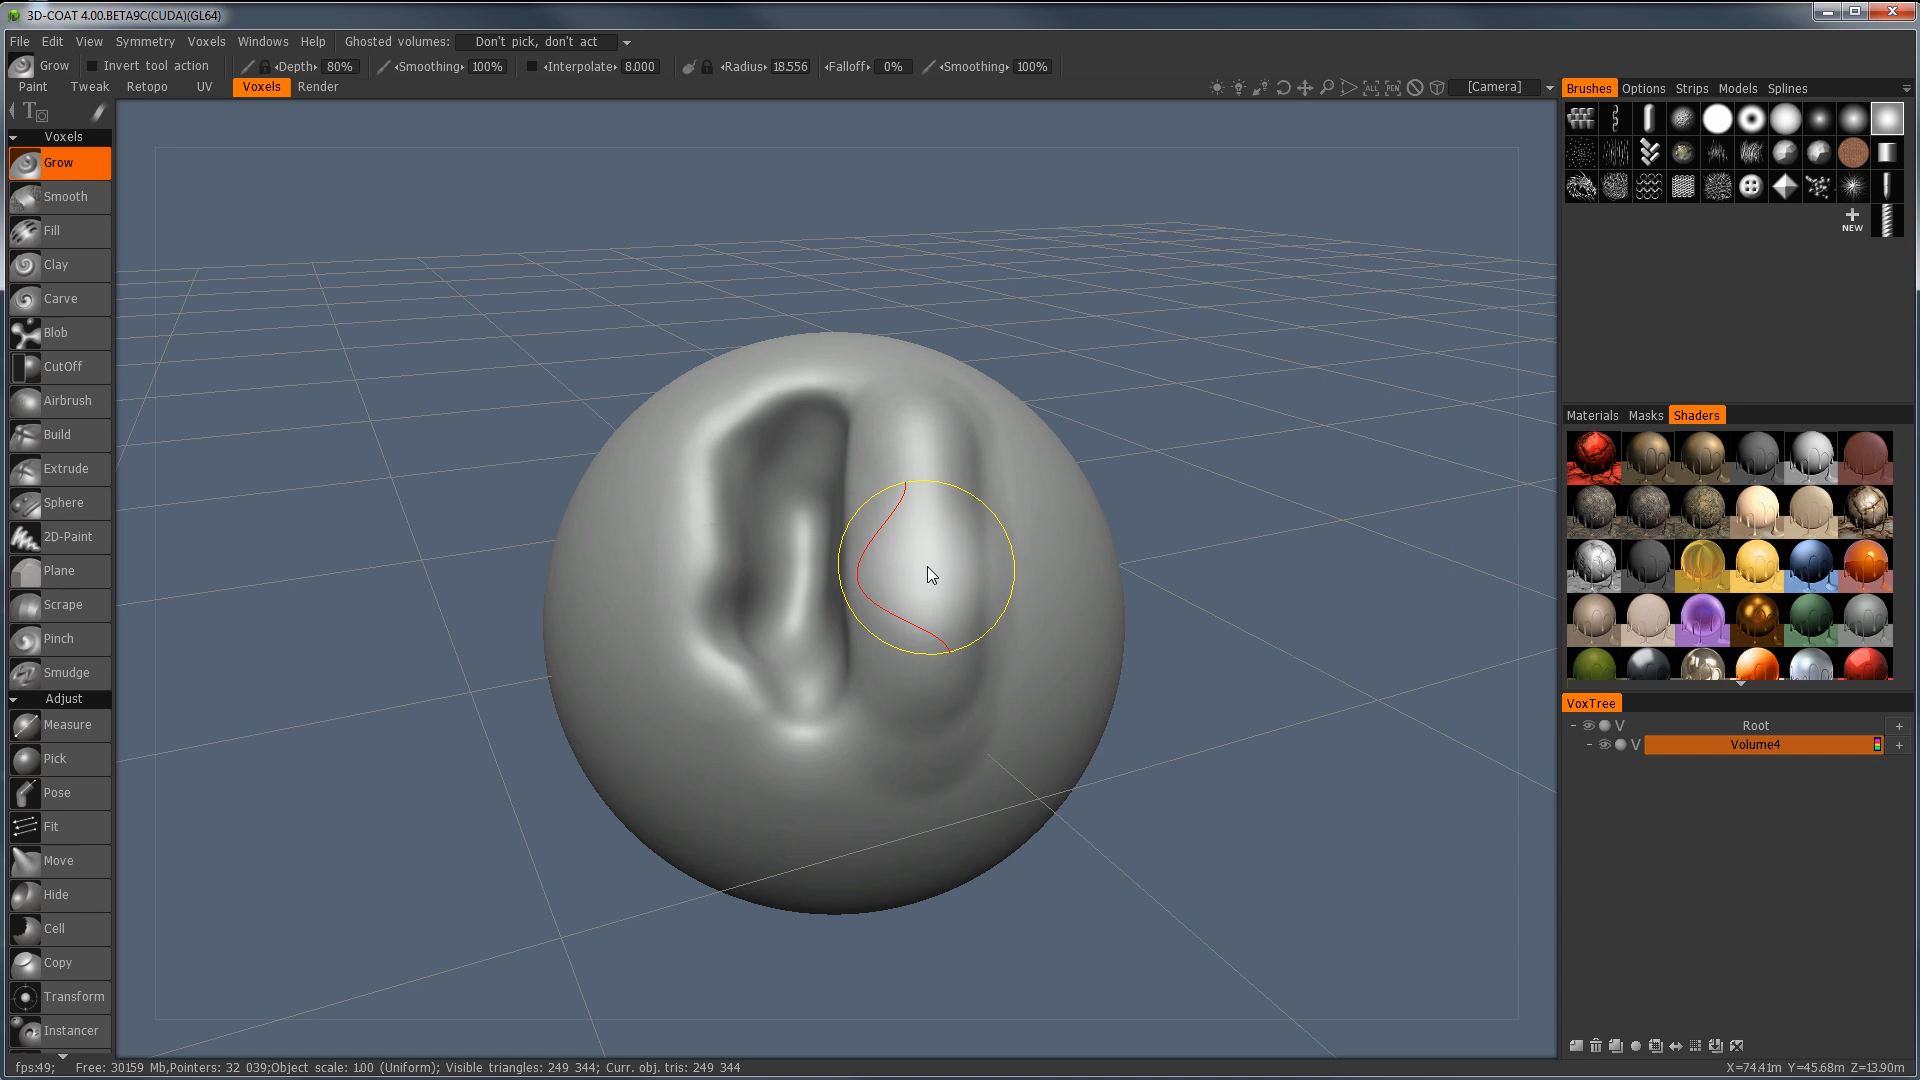 3D-COAT 4.00.BETA9C(CUDA)(GL64)
File Edit View Symmetry Voxels Windows Help Ghosted volumes: Don't pick, don't act
Grow Invert tool action Depth 80% Smoothing 100% Interpolate 8.000 Radius 18.556 Falloff 0% Smoothing 100%
Paint Tweak Retopo UV Voxels Render ALL PEN [Camera]
Brushes Options Strips Models Splines
Voxels
Grow
Smooth
Fill
Clay
Carve
Blob
CutOff
Airbrush
Build
Extrude
Sphere
2D-Paint
Plane
Scrape
Pinch
Smudge
Adjust
Measure
Pick
Pose
Fit
Move
Hide
Cell
Copy
Transform
Instancer
NEW
Materials Masks Shaders
VoxTree
V Root +
V Volume4 +
fps:49; Free: 30159 Mb,Pointers: 32 039;Object scale: 1.00 (Uniform); Visible triangles: 249 344; Curr. obj. tris: 249 344
X=74.41m Y=45.68m Z=13.90m